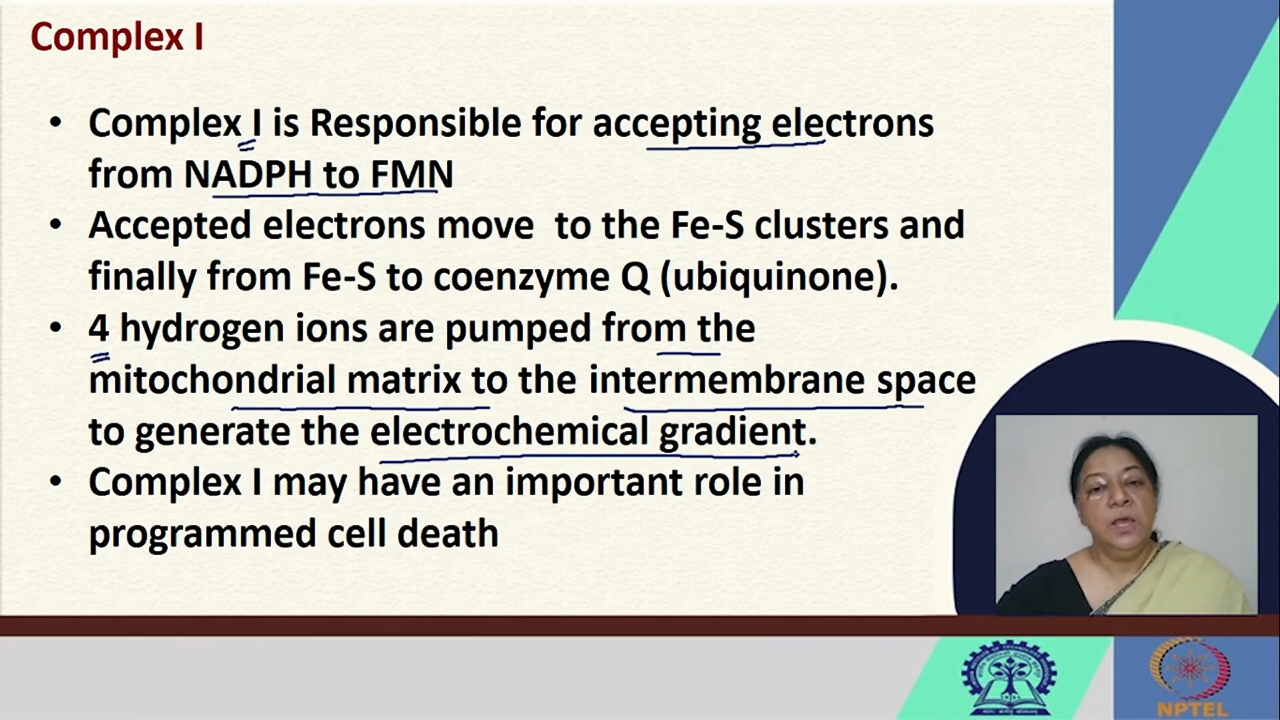 Complex I
• Complex I is Responsible for accepting electrons
from NADPH to FMN
• Accepted electrons move to the Fe-S clusters and
finally from Fe-S to coenzyme Q (ubiquinone).
• 4 hydrogen ions are pumped from the
mitochondrial matrix to the intermembrane space
to generate the electrochemical gradient.
• Complex I may have an important role in
programmed cell death
NPTEL